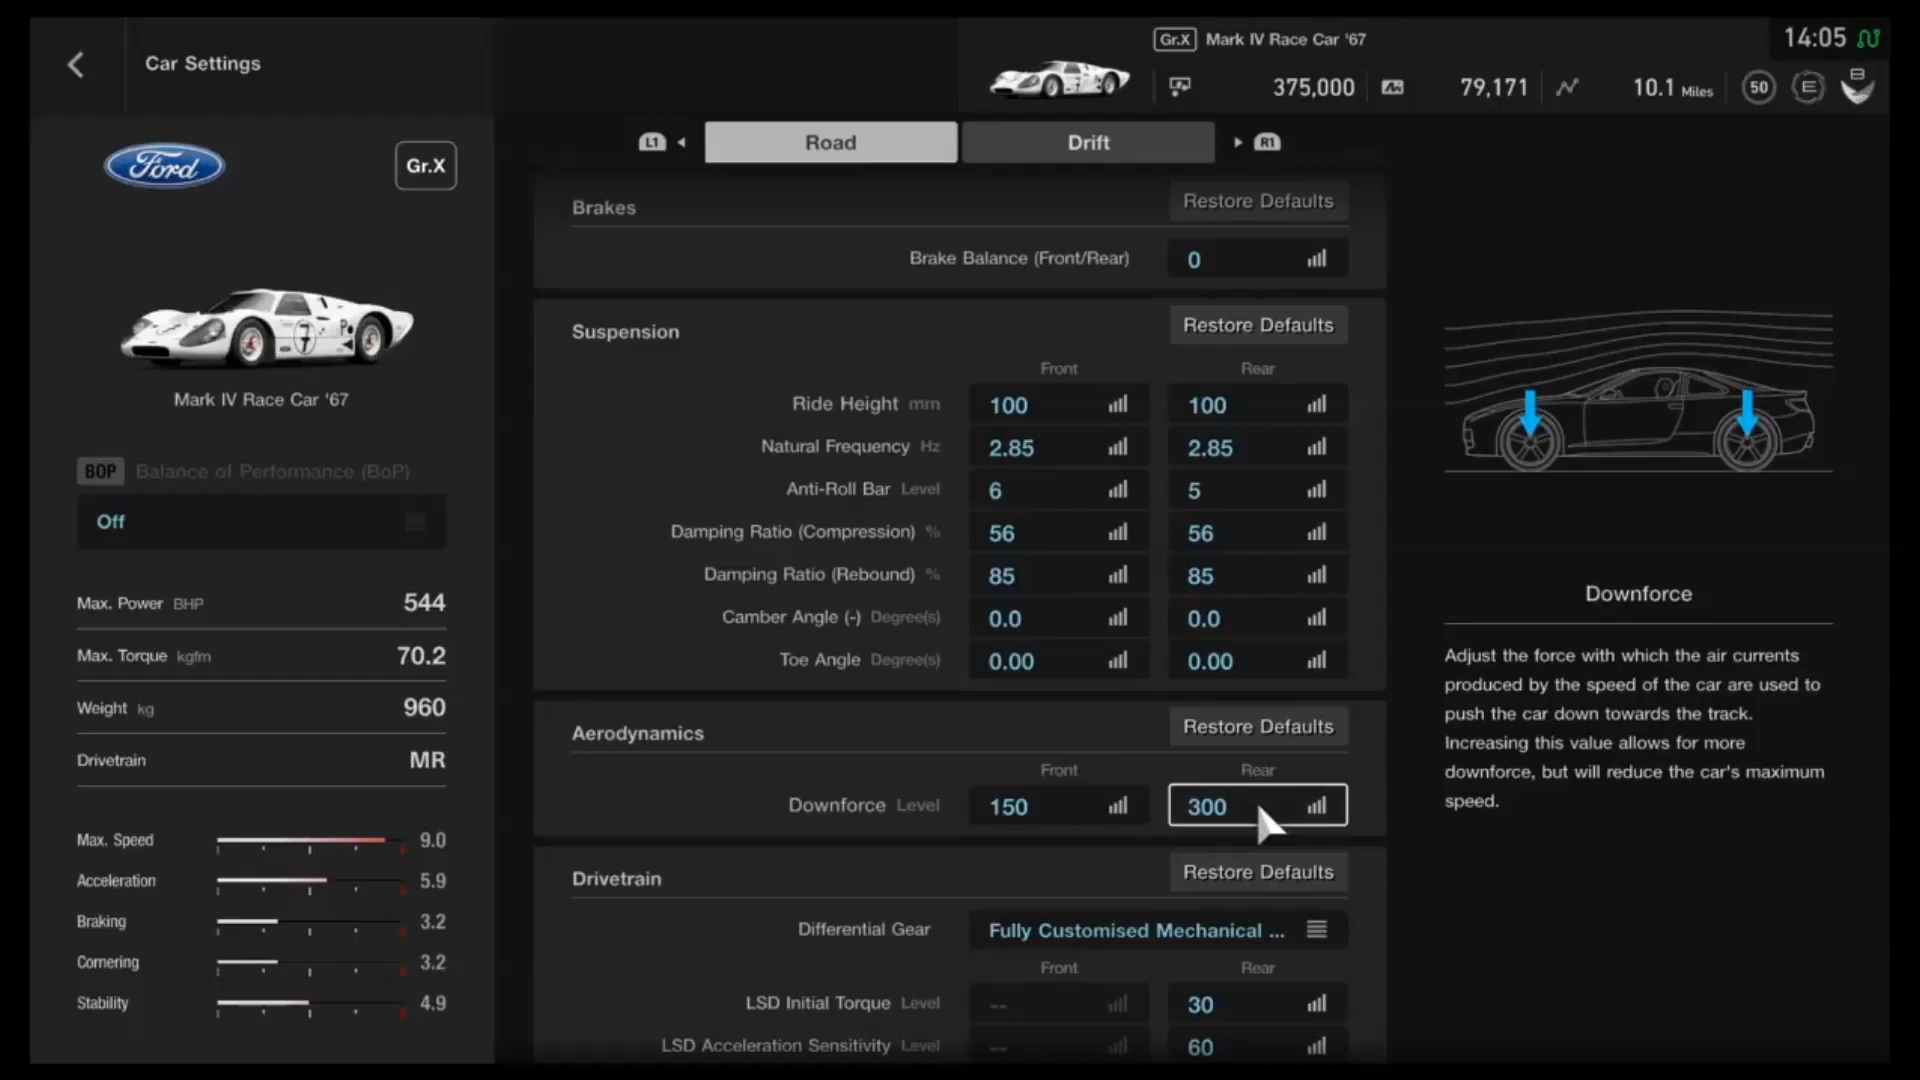 Car Settings
Gr.X Mark IV Race Car '67
14:05
375,000
79,171
10.1 Miles
50
E
B
Ford
Gr.X
7
P
Mark IV Race Car '67
BOP Balance of Performance (BoP)
Off
Max. Power BHP 544
Max. Torque kgfm 70.2
Weight kg 960
Drivetrain MR
Max. Speed 9.0
Acceleration 5.9
Braking 3.2
Cornering 3.2
Stability 4.9
L1 Road Drift R1
Brakes Restore Defaults
Brake Balance (Front/Rear) 0
Suspension Restore Defaults
Front Rear
Ride Height mm 100 100
Natural Frequency Hz 2.85 2.85
Anti-Roll Bar Level 6 5
Damping Ratio (Compression) % 56 56
Damping Ratio (Rebound) % 85 85
Camber Angle (-) Degree(s) 0.0 0.0
Toe Angle Degree(s) 0.00 0.00
Aerodynamics Restore Defaults
Front Rear
Downforce Level 150 300
Drivetrain Restore Defaults
Differential Gear Fully Customised Mechanical ...
Front Rear
LSD Initial Torque Level -- 30
LSD Acceleration Sensitivity Level -- 60
Downforce
Adjust the force with which the air currents
produced by the speed of the car are used to
push the car down towards the track.
Increasing this value allows for more
downforce, but will reduce the car's maximum
speed.